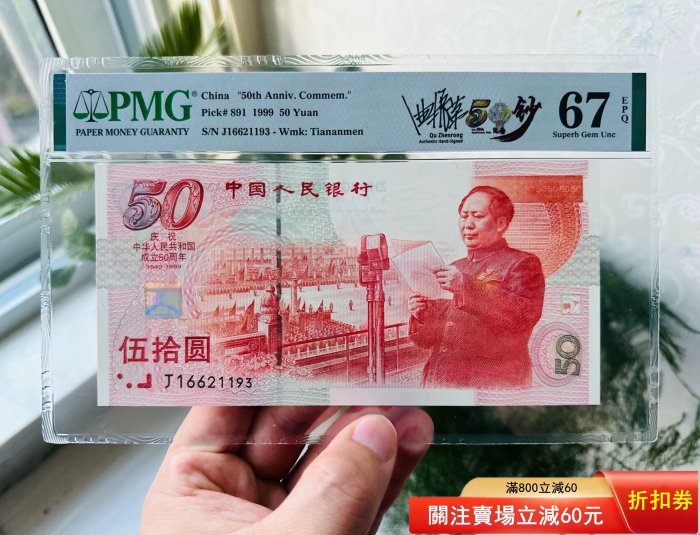 PMG
PAPER MONEY GUARANTY
China "50th Anniv. Commem."
Pick# 891 1999 50 Yuan
S/N J16621193 - Wmk: Tiananmen
Qu Zhenrong
Authentic Hand-Signed
50 钞
67 EPQ
Superb Gem Unc
50
中国人民银行
庆祝
中华人民共和国
成立50周年
1949-1999
伍拾圆
J16621193
50
滿800立減60
關注賣場立減60元
折扣券